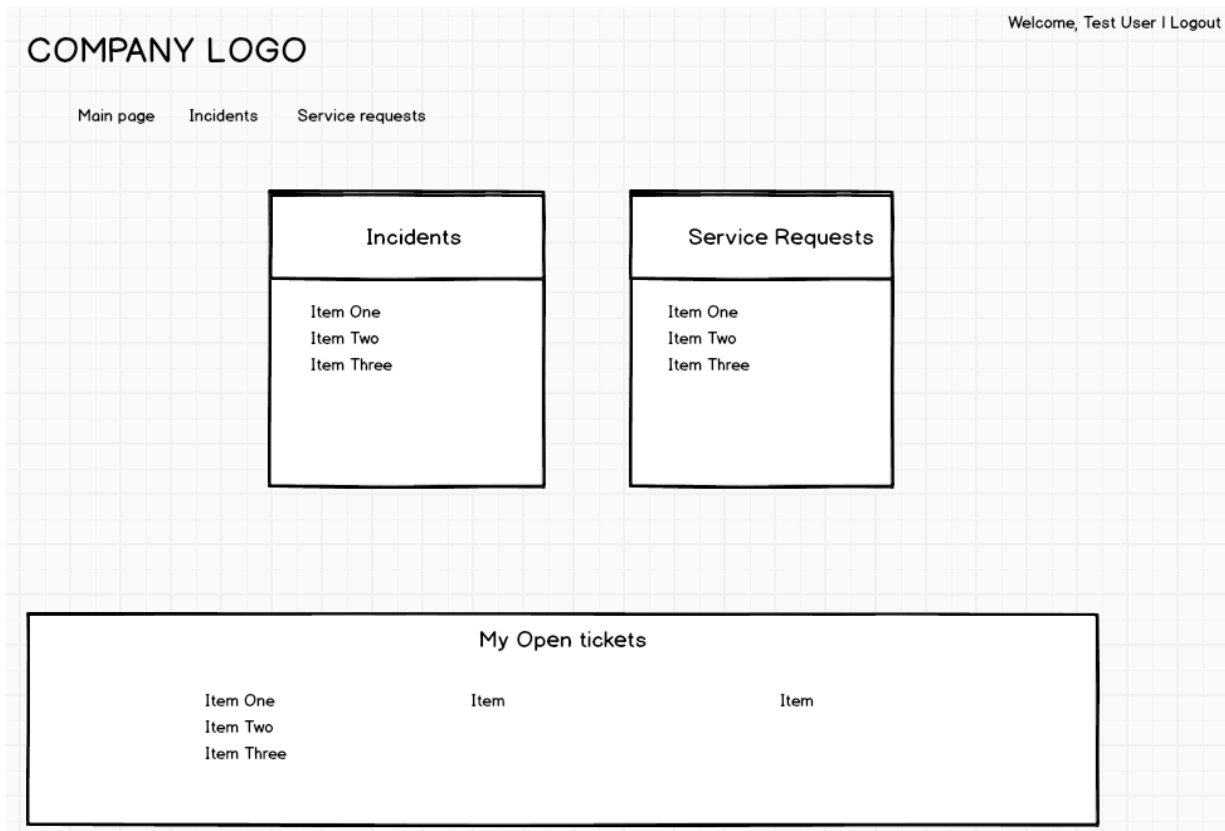 Welcome, Test User | Logout
COMPANY LOGO
Main page Incidents Service requests
Incidents
Item One
Item Two
Item Three
Service Requests
Item One
Item Two
Item Three
My Open tickets
Item One Item Item
Item Two
Item Three